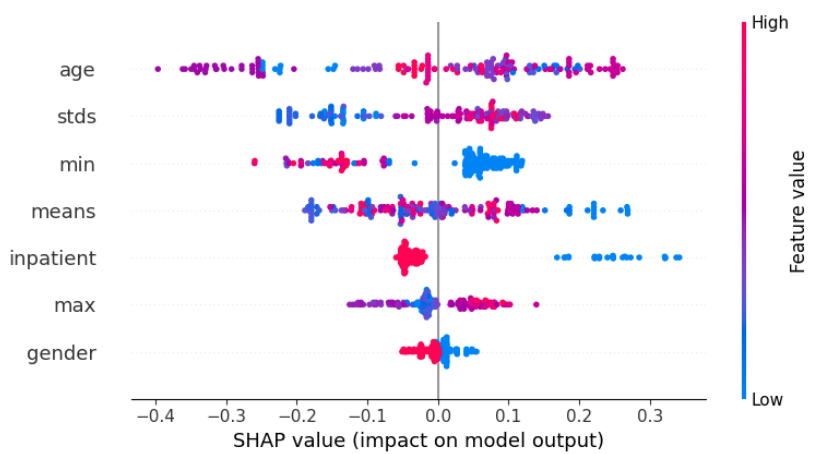 High
age
stds
min
means
inpatient
max
gender
Feature value
Low
−0.4 −0.3 −0.2 −0.1 0.0 0.1 0.2 0.3
SHAP value (impact on model output)